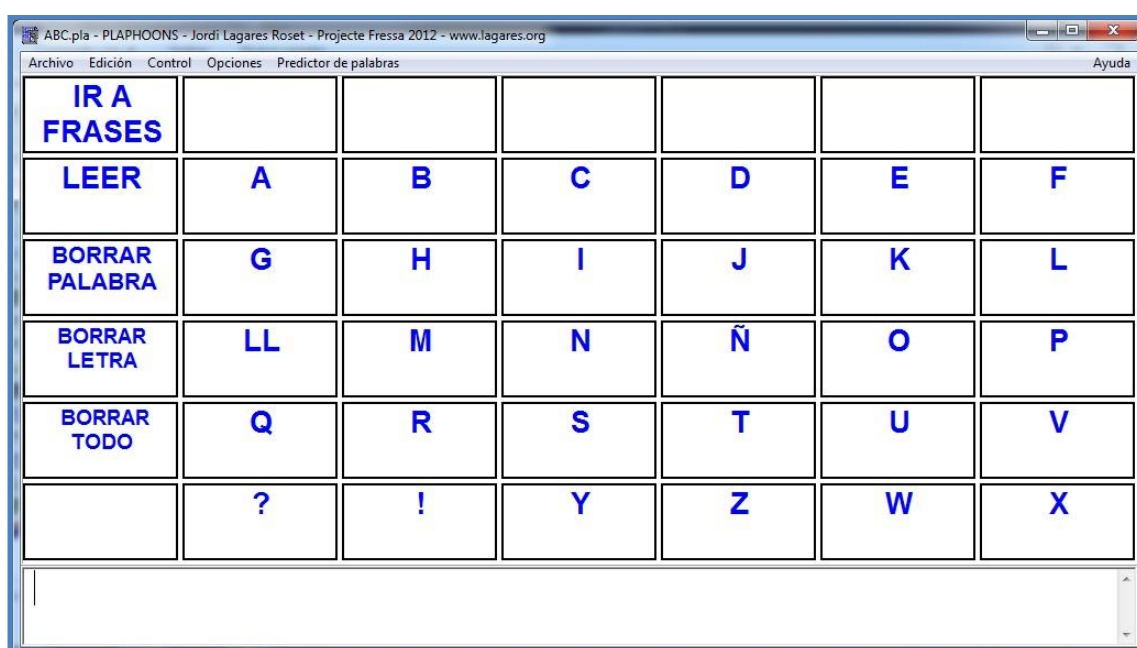 ABC.pla - PLAPHOONS - Jordi Lagares Roset - Projecte Fressa 2012 - www.lagares.org
Archivo Edición Control Opciones Predictor de palabras Ayuda
IR A
FRASES
LEER A B C D E F
BORRAR
PALABRA G H I J K L
BORRAR
LETRA LL M N Ñ O P
BORRAR
TODO Q R S T U V
? ! Y Z W X